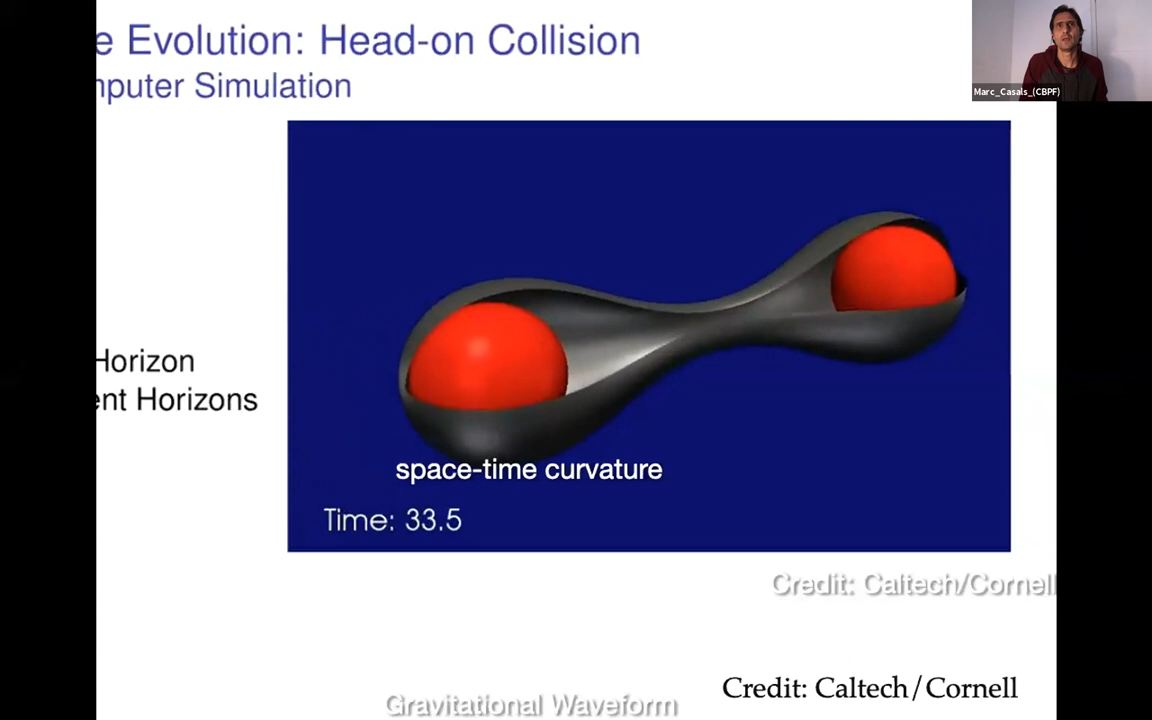 e Evolution: Head-on Collision
mputer Simulation
Marc_Casals_(CBPF)
Horizon
ent Horizons
space-time curvature
Time: 33.5
Credit: Caltech/Cornell
Credit: Caltech/Cornell
Gravitational Waveform